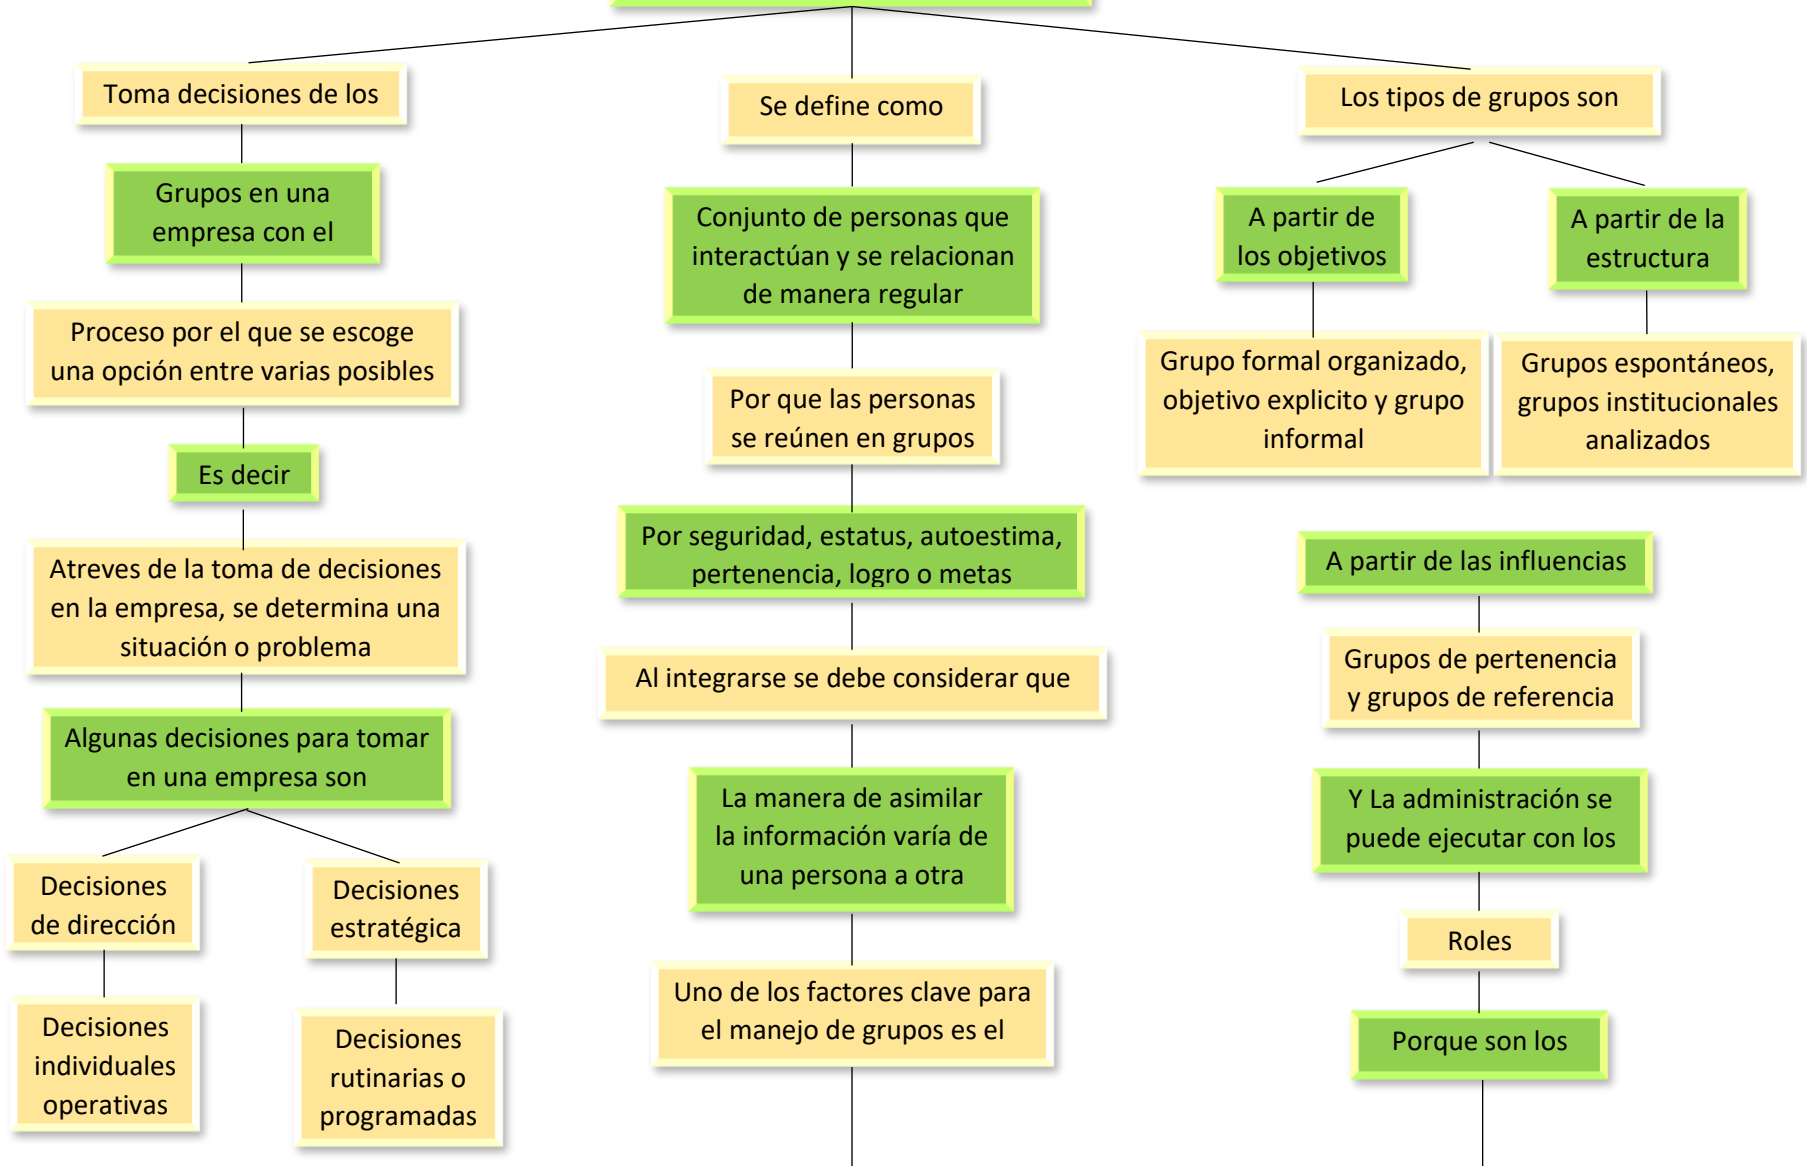 Toma decisiones de los
Grupos en una
empresa con el
Proceso por el que se escoge
una opción entre varias posibles
Es decir
Atreves de la toma de decisiones
en la empresa, se determina una
situación o problema
Algunas decisiones para tomar
en una empresa son
Decisiones
de dirección
Decisiones
individuales
operativas
Decisiones
estratégica
Decisiones
rutinarias o
programadas
Se define como
Conjunto de personas que
interactúan y se relacionan
de manera regular
Por que las personas
se reúnen en grupos
Por seguridad, estatus, autoestima,
pertenencia, logro o metas
Al integrarse se debe considerar que
La manera de asimilar
la información varía de
una persona a otra
Uno de los factores clave para
el manejo de grupos es el
Los tipos de grupos son
A partir de
los objetivos
Grupo formal organizado,
objetivo explicito y grupo
informal
A partir de la
estructura
Grupos espontáneos,
grupos institucionales
analizados
A partir de las influencias
Grupos de pertenencia
y grupos de referencia
Y La administración se
puede ejecutar con los
Roles
Porque son los